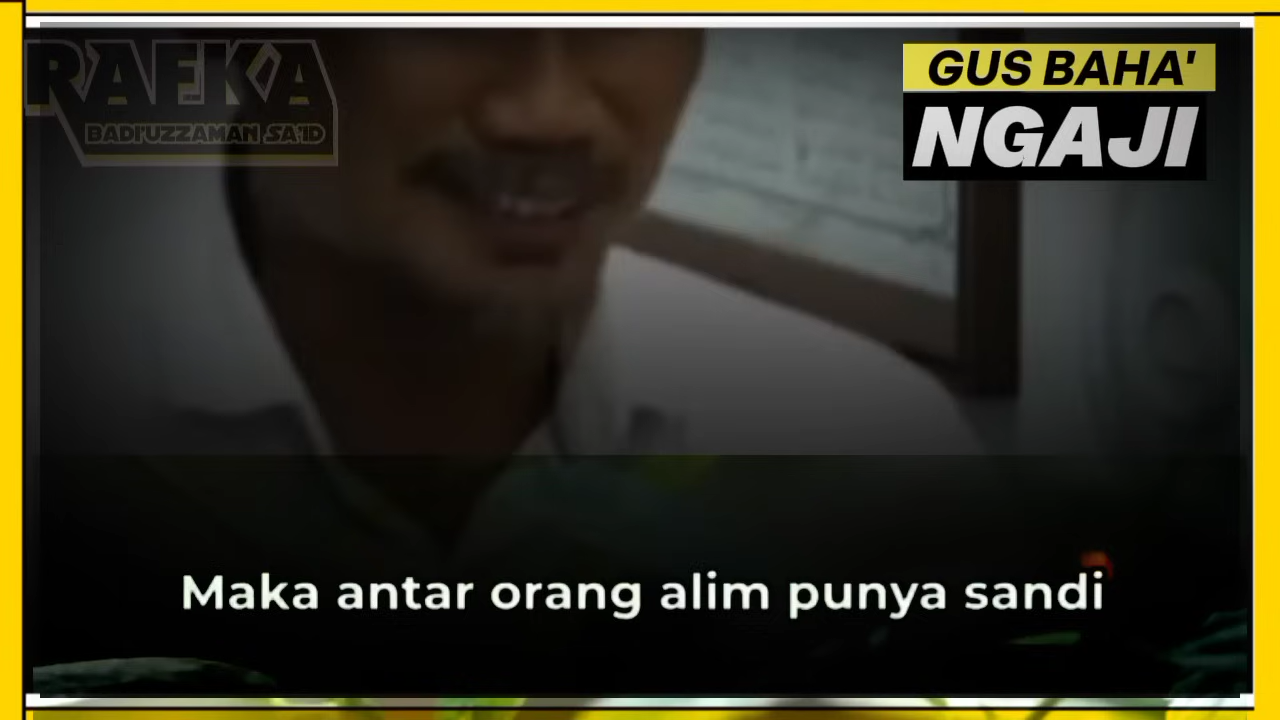 RAEKA
BADI'UZZAMAN SA'ID
GUS BAHA'
NGAJI
Maka antar orang alim punya sandi